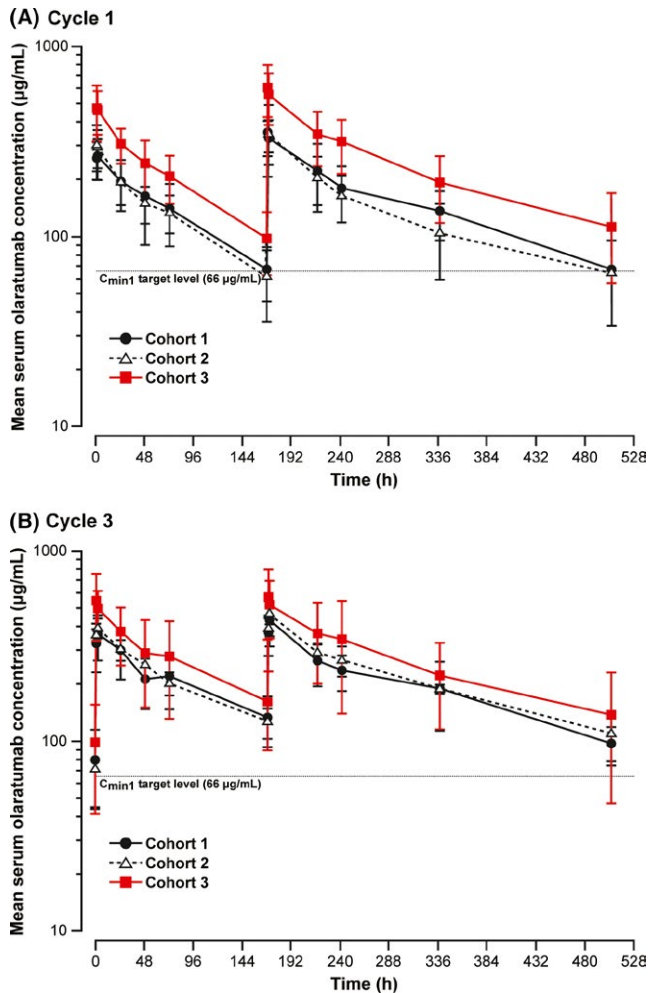 (A) Cycle 1
Mean serum olaratumab concentration (µg/mL)
1000
100
10
Cmin1 target level (66 µg/mL)
Cohort 1
Cohort 2
Cohort 3
0 48 96 144 192 240 288 336 384 432 480 528
Time (h)
(B) Cycle 3
Mean serum olaratumab concentration (µg/mL)
1000
100
10
Cmin1 target level (66 µg/mL)
Cohort 1
Cohort 2
Cohort 3
0 48 96 144 192 240 288 336 384 432 480 528
Time (h)